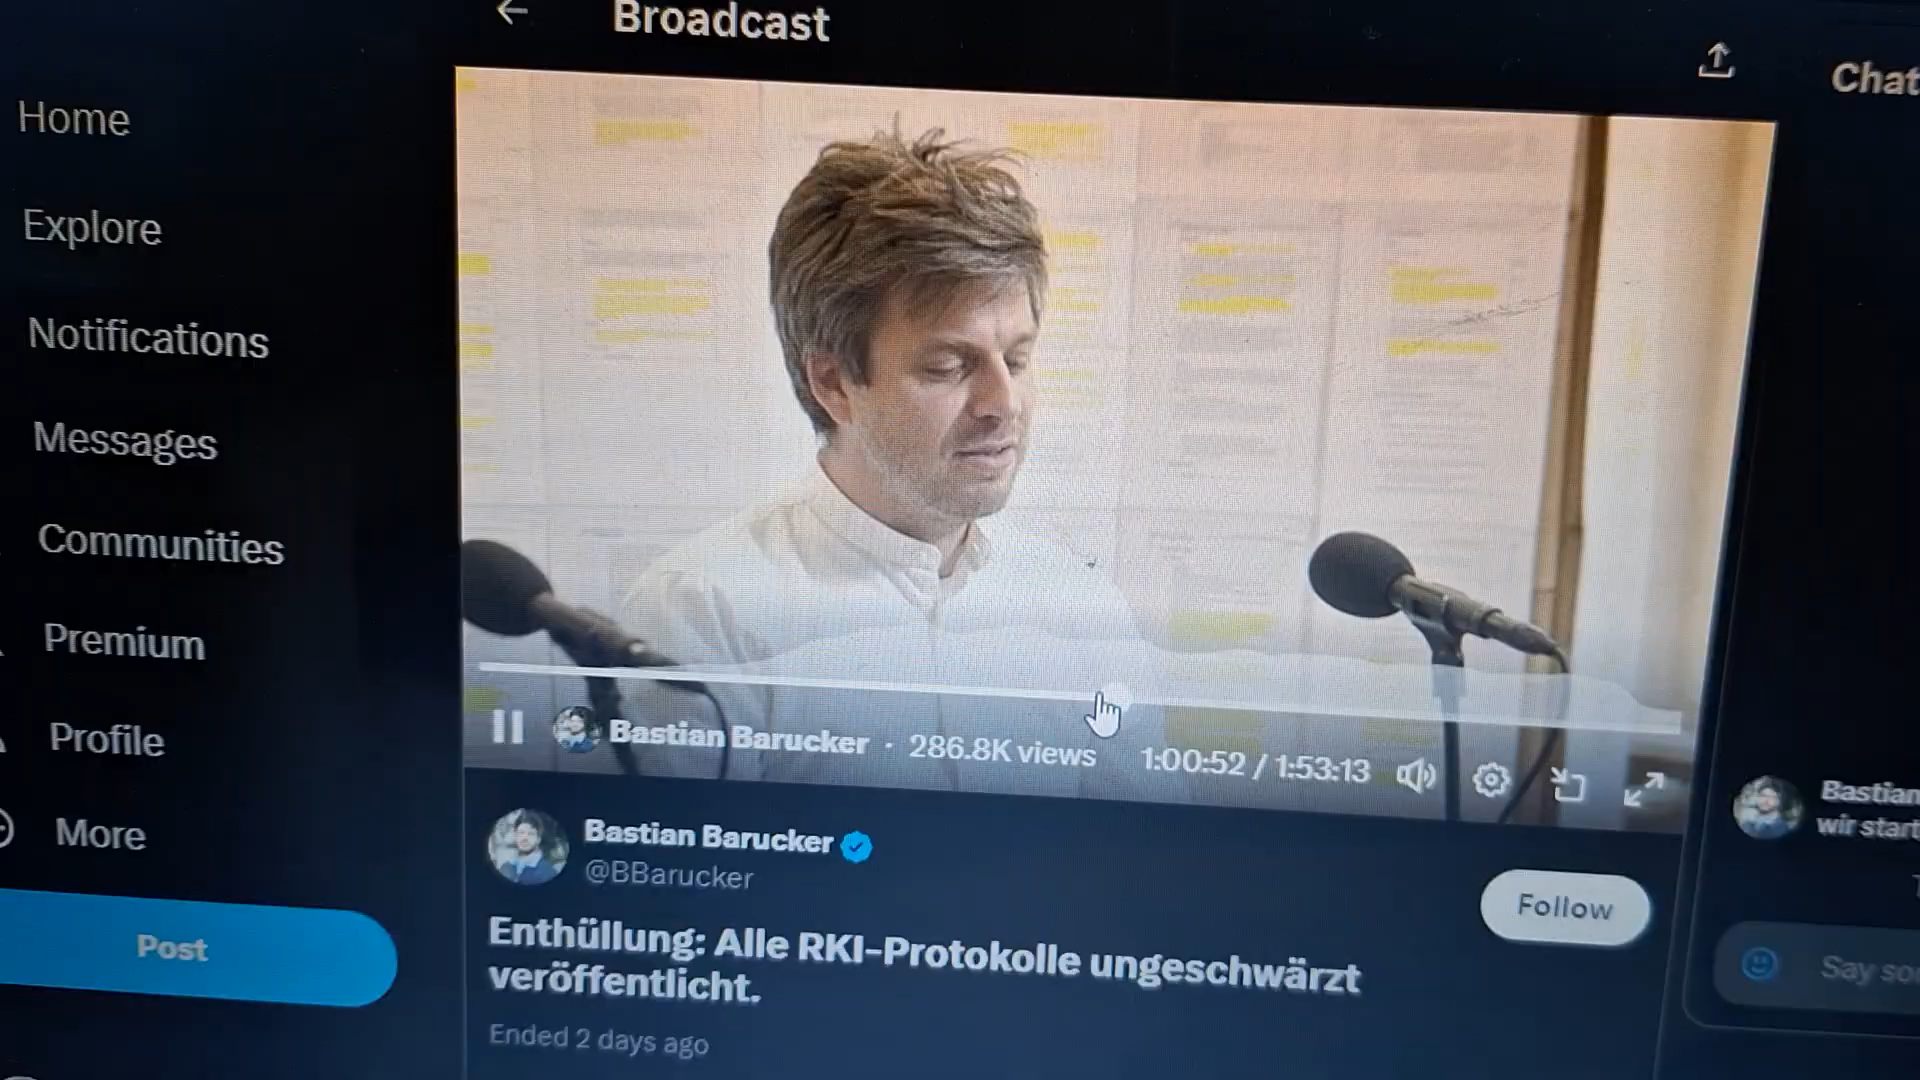 Broadcast
Chat
Home
Explore
Notifications
Messages
Communities
Premium
Profile
More
Post
Bastian Barucker · 286.8K views 1:00:52 / 1:53:13
Bastian Barucker
@BBarucker
Follow
Enthüllung: Alle RKI-Protokolle ungeschwärzt
veröffentlicht.
Ended 2 days ago
Bastian
wir start
Say so